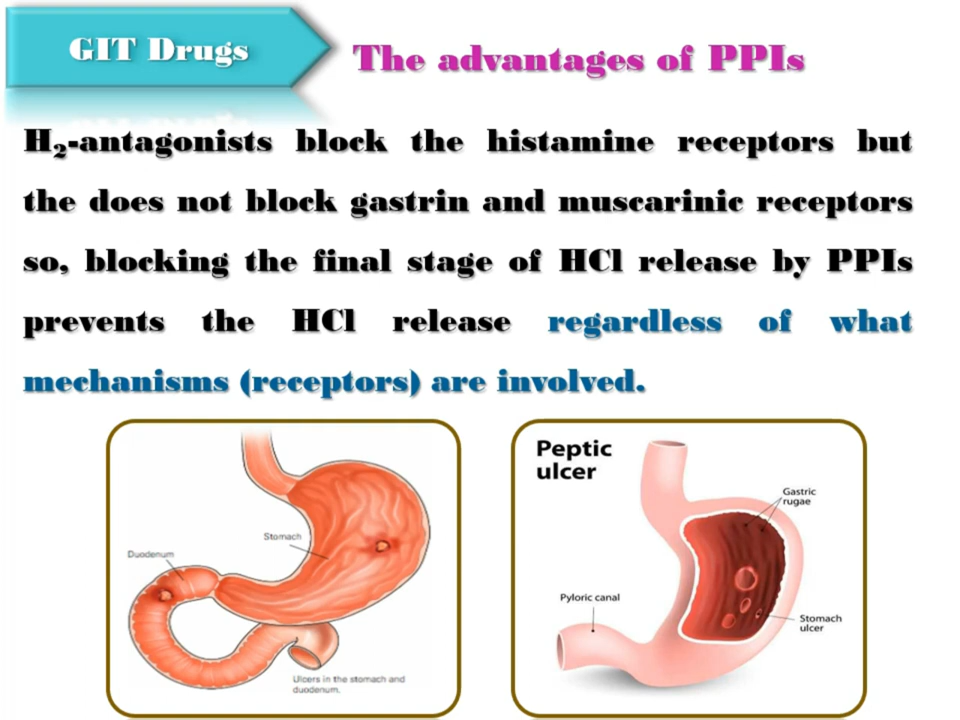 GIT Drugs
The advantages of PPIs
H₂-antagonists block the histamine receptors but
the does not block gastrin and muscarinic receptors
so, blocking the final stage of HCl release by PPIs
prevents the HCl release regardless of what
mechanisms (receptors) are involved.
Duodenum
Stomach
Ulcers in the stomach and
duodenum.
Peptic
ulcer
Gastric
rugae
Pyloric canal
Stomach
ulcer